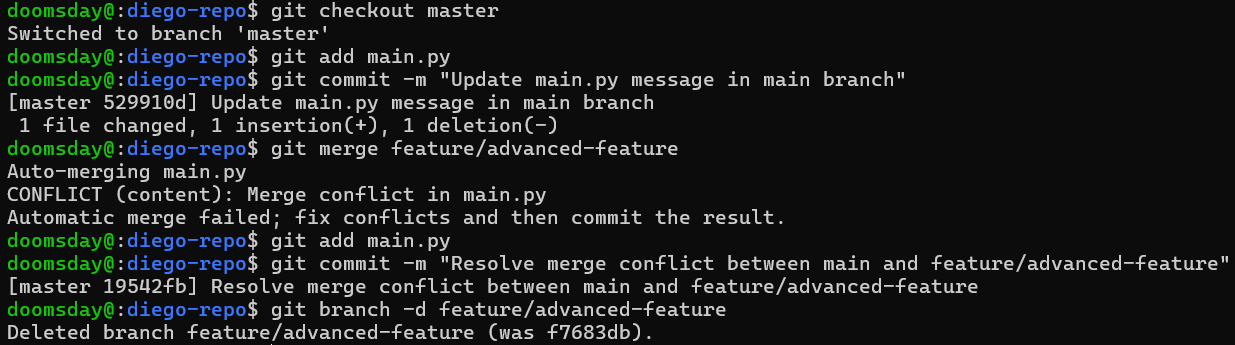 doomsday@:diego-repo$ git checkout master
Switched to branch 'master'
doomsday@:diego-repo$ git add main.py
doomsday@:diego-repo$ git commit -m "Update main.py message in main branch"
[master 529910d] Update main.py message in main branch
 1 file changed, 1 insertion(+), 1 deletion(-)
doomsday@:diego-repo$ git merge feature/advanced-feature
Auto-merging main.py
CONFLICT (content): Merge conflict in main.py
Automatic merge failed; fix conflicts and then commit the result.
doomsday@:diego-repo$ git add main.py
doomsday@:diego-repo$ git commit -m "Resolve merge conflict between main and feature/advanced-feature"
[master 19542fb] Resolve merge conflict between main and feature/advanced-feature
doomsday@:diego-repo$ git branch -d feature/advanced-feature
Deleted branch feature/advanced-feature (was f7683db).